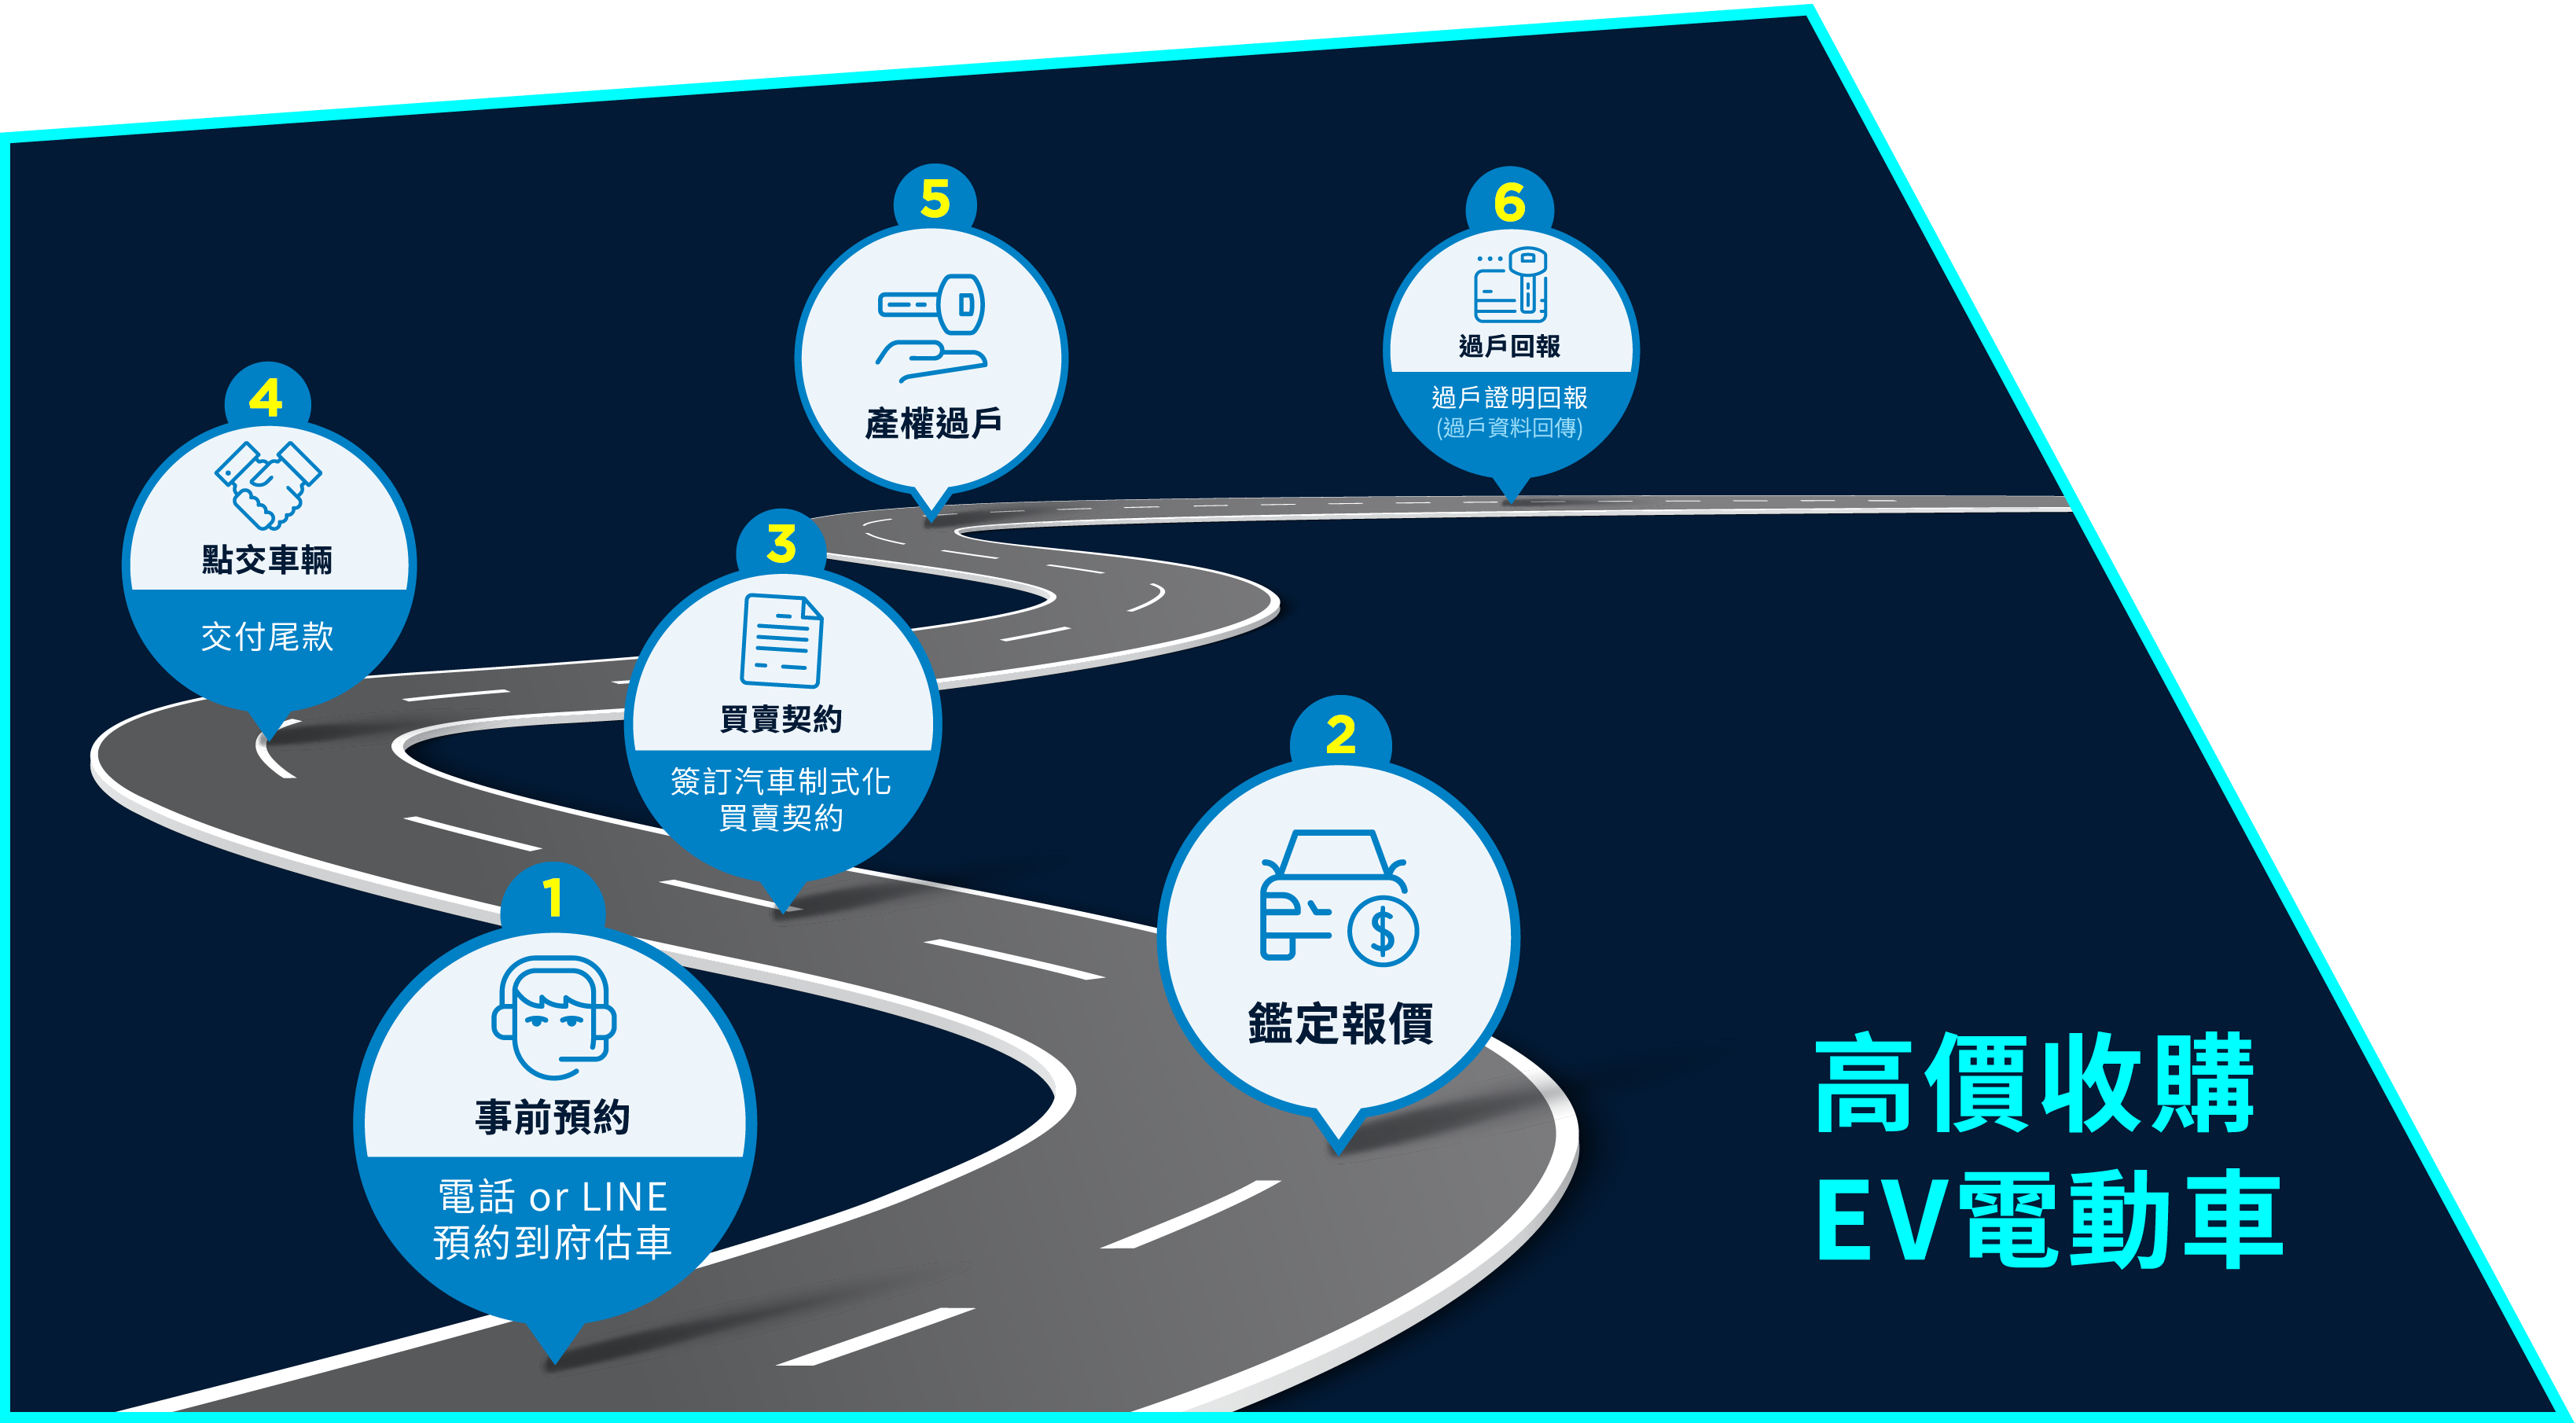 1
事前預約
電話 or LINE
預約到府估車
2
鑑定報價
3
買賣契約
簽訂汽車制式化
買賣契約
4
點交車輛
交付尾款
5
產權過戶
6
過戶回報
過戶證明回報
(過戶資料回傳)
高價收購
EV電動車